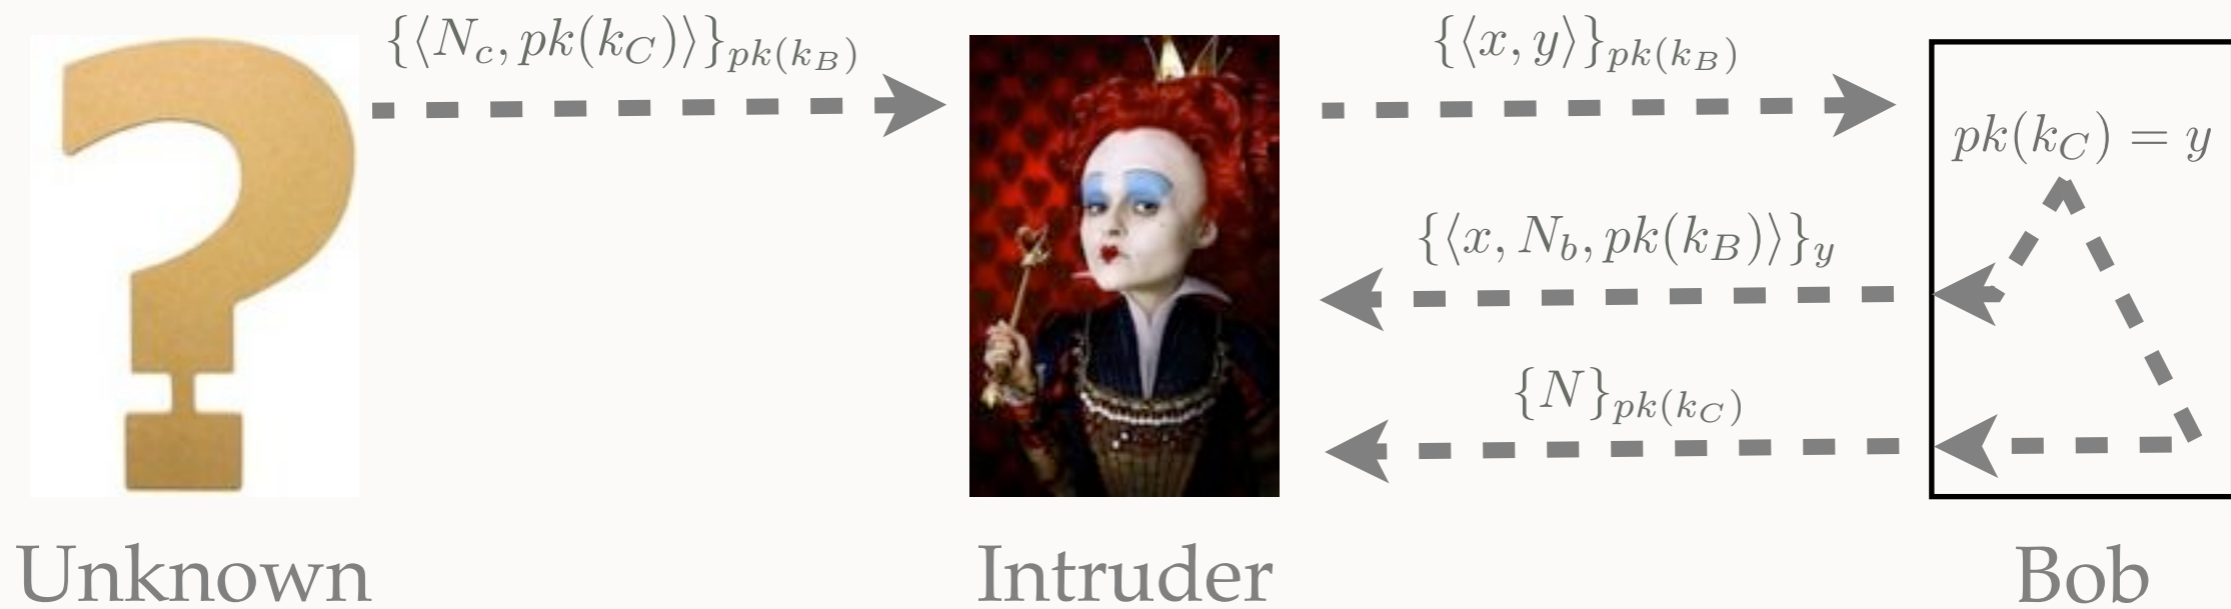 {⟨N_c, pk(k_C)⟩}_{pk(k_B)}
{⟨x, y⟩}_{pk(k_B)}
pk(k_C) = y
{⟨x, N_b, pk(k_B)⟩}_y
{N}_{pk(k_C)}
Unknown
Intruder
Bob